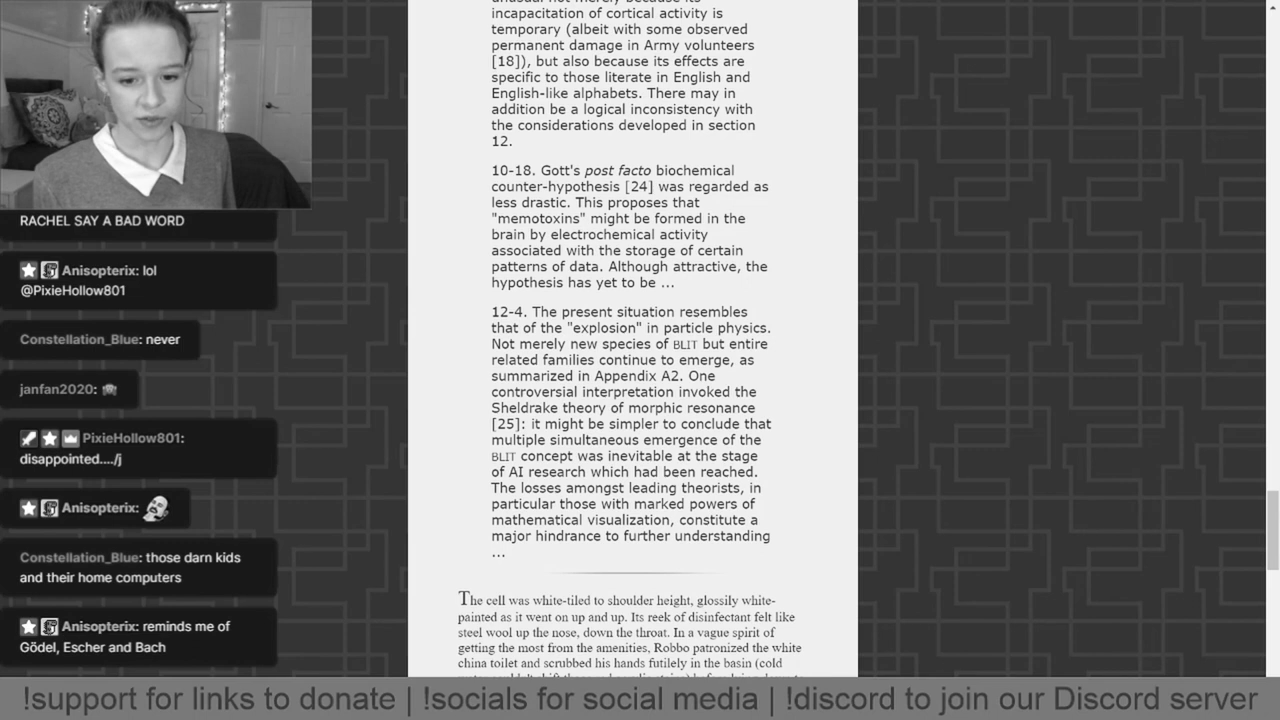 RACHEL SAY A BAD WORD
Anisopterix: lol
@PixieHollow801
Constellation_Blue: never
janfan2020:
PixieHollow801:
disappointed..../j
Anisopterix:
Constellation_Blue: those darn kids
and their home computers
Anisopterix: reminds me of
Gödel, Escher and Bach
incapacitation of cortical activity is
temporary (albeit with some observed
permanent damage in Army volunteers
[18]), but also because its effects are
specific to those literate in English and
English-like alphabets. There may in
addition be a logical inconsistency with
the considerations developed in section
12.
10-18. Gott's post facto biochemical
counter-hypothesis [24] was regarded as
less drastic. This proposes that
"memotoxins" might be formed in the
brain by electrochemical activity
associated with the storage of certain
patterns of data. Although attractive, the
hypothesis has yet to be ...
12-4. The present situation resembles
that of the "explosion" in particle physics.
Not merely new species of BLIT but entire
related families continue to emerge, as
summarized in Appendix A2. One
controversial interpretation invoked the
Sheldrake theory of morphic resonance
[25]: it might be simpler to conclude that
multiple simultaneous emergence of the
BLIT concept was inevitable at the stage
of AI research which had been reached.
The losses amongst leading theorists, in
particular those with marked powers of
mathematical visualization, constitute a
major hindrance to further understanding
...
The cell was white-tiled to shoulder height, glossily white-
painted as it went on up and up. Its reek of disinfectant felt like
steel wool up the nose, down the throat. In a vague spirit of
getting the most from the amenities, Robbo patronized the white
china toilet and scrubbed his hands futilely in the basin (cold
!support for links to donate | !socials for social media | !discord to join our Discord server